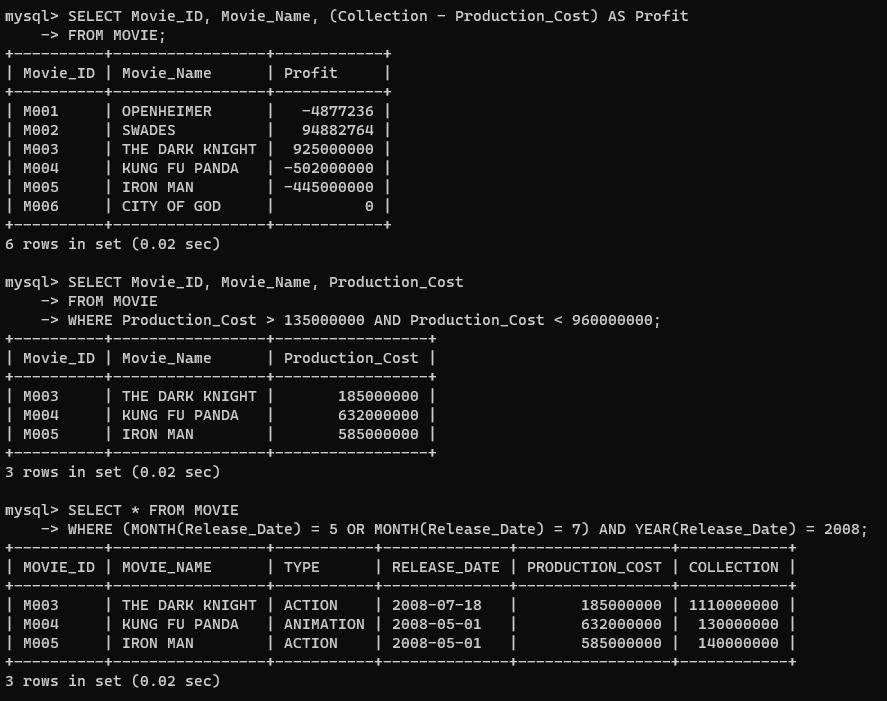 mysql> SELECT Movie_ID, Movie_Name, (Collection - Production_Cost) AS Profit
    -> FROM MOVIE;
+----------+-----------------+------------+
| Movie_ID | Movie_Name      | Profit     |
+----------+-----------------+------------+
| M001     | OPENHEIMER      |   -4877236 |
| M002     | SWADES          |   94882764 |
| M003     | THE DARK KNIGHT |  925000000 |
| M004     | KUNG FU PANDA   | -502000000 |
| M005     | IRON MAN        | -445000000 |
| M006     | CITY OF GOD     |          0 |
+----------+-----------------+------------+
6 rows in set (0.02 sec)

mysql> SELECT Movie_ID, Movie_Name, Production_Cost
    -> FROM MOVIE
    -> WHERE Production_Cost > 135000000 AND Production_Cost < 960000000;
+----------+-----------------+-----------------+
| Movie_ID | Movie_Name      | Production_Cost |
+----------+-----------------+-----------------+
| M003     | THE DARK KNIGHT |       185000000 |
| M004     | KUNG FU PANDA   |       632000000 |
| M005     | IRON MAN        |       585000000 |
+----------+-----------------+-----------------+
3 rows in set (0.02 sec)

mysql> SELECT * FROM MOVIE
    -> WHERE (MONTH(Release_Date) = 5 OR MONTH(Release_Date) = 7) AND YEAR(Release_Date) = 2008;
+----------+-----------------+-----------+--------------+-----------------+------------+
| MOVIE_ID | MOVIE_NAME      | TYPE      | RELEASE_DATE | PRODUCTION_COST | COLLECTION |
+----------+-----------------+-----------+--------------+-----------------+------------+
| M003     | THE DARK KNIGHT | ACTION    | 2008-07-18   |       185000000 | 1110000000 |
| M004     | KUNG FU PANDA   | ANIMATION | 2008-05-01   |       632000000 |  130000000 |
| M005     | IRON MAN        | ACTION    | 2008-05-01   |       585000000 |  140000000 |
+----------+-----------------+-----------+--------------+-----------------+------------+
3 rows in set (0.02 sec)